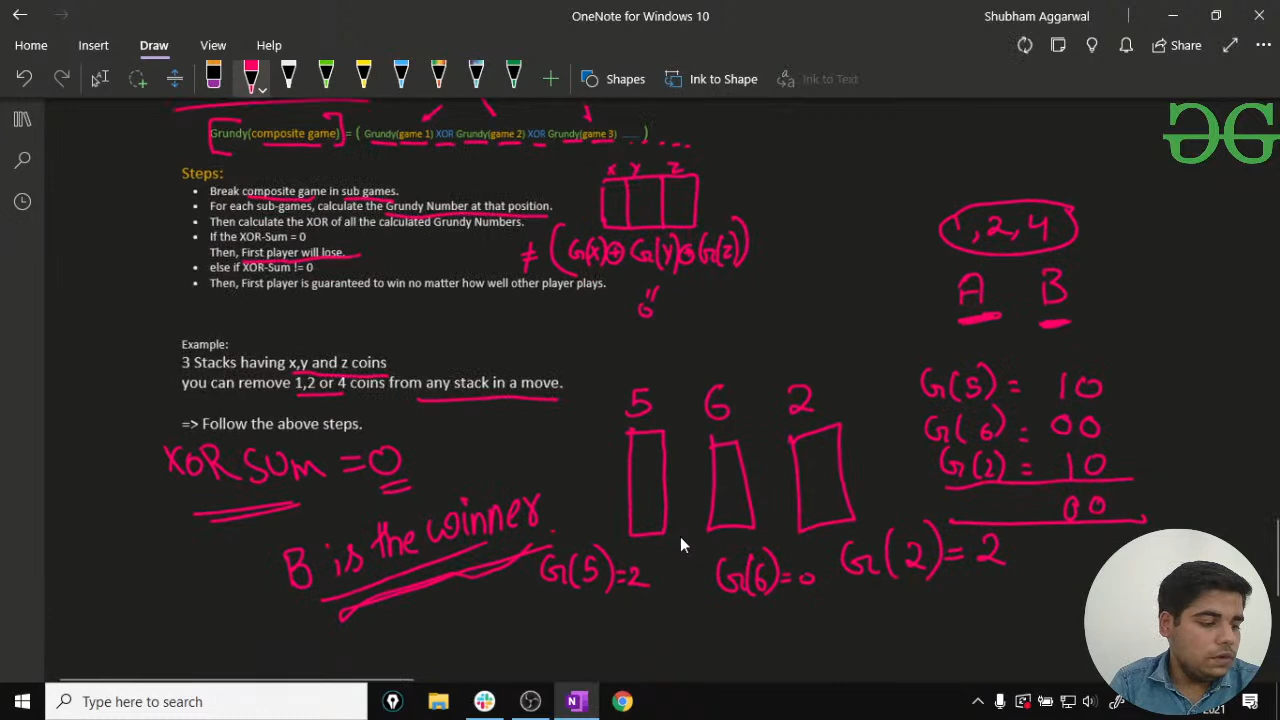 OneNote for Windows 10
Shubham Aggarwal
Home Insert Draw View Help
Share
Shapes Ink to Shape Ink to Text
Grundy(composite game) = ( Grundy(game 1) XOR Grundy(game 2) XOR Grundy(game 3) ...... )
Steps:
• Break composite game in sub games.
• For each sub-games, calculate the Grundy Number at that position.
• Then calculate the XOR of all the calculated Grundy Numbers.
• If the XOR-Sum = 0
Then, First player will lose.
• else if XOR-Sum != 0
• Then, First player is guaranteed to win no matter how well other player plays.
x y z
≠ (G(x)⊕ G(y)⊕G(z))
1, 2, 4
A B
Example:
3 Stacks having x,y and z coins
you can remove 1,2 or 4 coins from any stack in a move.
=> Follow the above steps.
5 6 2
G(5) = 10
G(6) = 00
G(2) = 10
00
XOR SUM = 0
B is the winner.
G(5)=2 G(6)=0 G(2)=2
Type here to search
2021